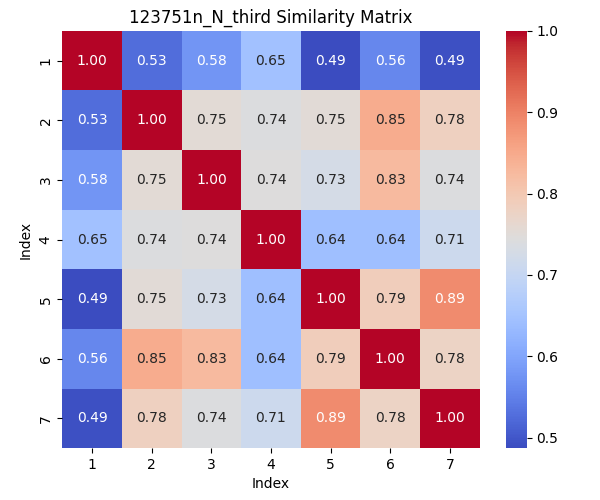 123751n_N_third Similarity Matrix
1 1.00 0.53 0.58 0.65 0.49 0.56 0.49
2 0.53 1.00 0.75 0.74 0.75 0.85 0.78
3 0.58 0.75 1.00 0.74 0.73 0.83 0.74
4 0.65 0.74 0.74 1.00 0.64 0.64 0.71
5 0.49 0.75 0.73 0.64 1.00 0.79 0.89
6 0.56 0.85 0.83 0.64 0.79 1.00 0.78
7 0.49 0.78 0.74 0.71 0.89 0.78 1.00
1 2 3 4 5 6 7
Index
Index
1.0
0.9
0.8
0.7
0.6
0.5